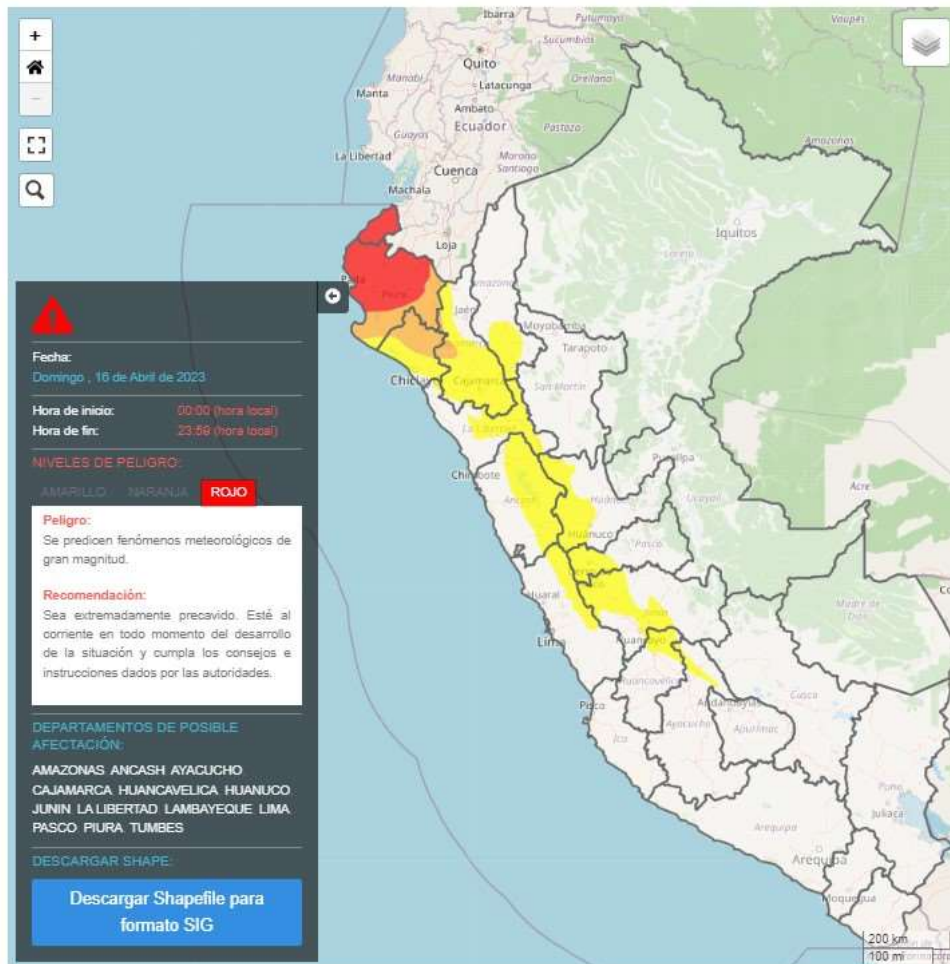 +
−
Ibarra
Putumayo
Vaupés
Sucumbíos
Quito
Orellana
Manabi
Latacunga
Manta
Ambato
Ecuador
Pastaza
Amazonas
Guayas
Morona
Santiago
La Libertad
Cuenca
Machala
Loja
Iquitos
Loreto
Piura
Jaén
Moyobamba
Tarapoto
Chiclayo
Cajamarca
San Martín
La Libertad
Pucallpa
Acre
Ucayali
Huánuco
Pasco
Madre de
Dios
Huaral
Lima
Huancayo
Huancavelica
Cusco
Andahuaylas
Pisco
Ayacucho
Apurímac
Ica
Puno
Juliaca
Arequipa
Arequipa
Moquegua
200 km
100 mi
Fecha:
Domingo , 16 de Abril de 2023
Hora de inicio: 00:00 (hora local)
Hora de fin: 23:59 (hora local)
NIVELES DE PELIGRO:
AMARILLO NARANJA ROJO
Peligro:
Se predicen fenómenos meteorológicos de
gran magnitud.
Recomendación:
Sea extremadamente precavido. Esté al
corriente en todo momento del desarrollo
de la situación y cumpla los consejos e
instrucciones dados por las autoridades.
DEPARTAMENTOS DE POSIBLE
AFECTACIÓN:
AMAZONAS ANCASH AYACUCHO
CAJAMARCA HUANCAVELICA HUANUCO
JUNIN LA LIBERTAD LAMBAYEQUE LIMA
PASCO PIURA TUMBES
DESCARGAR SHAPE:
Descargar Shapefile para
formato SIG